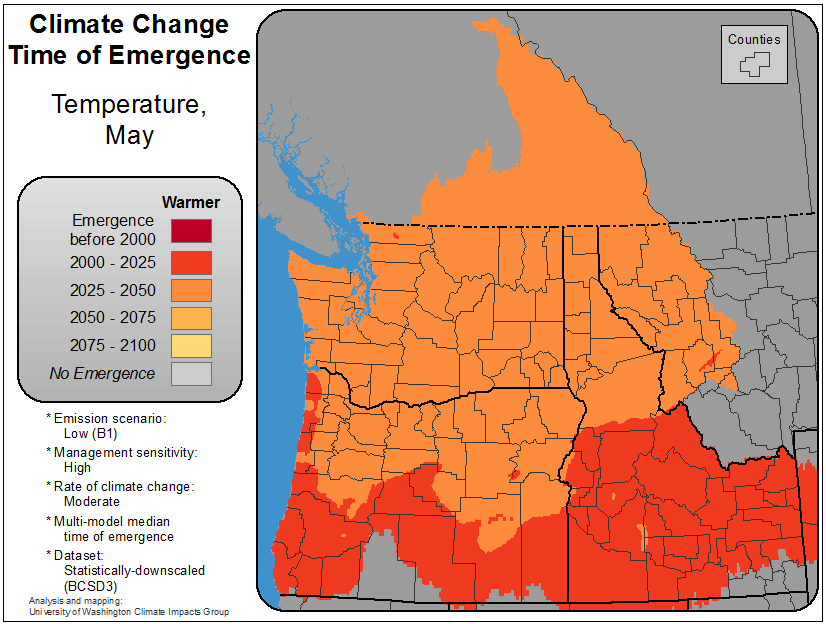 Climate Change
Time of Emergence
Temperature,
May
Warmer
Emergence
before 2000
2000 - 2025
2025 - 2050
2050 - 2075
2075 - 2100
No Emergence
* Emission scenario:
Low (B1)
* Management sensitivity:
High
* Rate of climate change:
Moderate
* Multi-model median
time of emergence
* Dataset:
Statistically-downscaled
(BCSD3)
Analysis and mapping:
University of Washington Climate Impacts Group
Counties